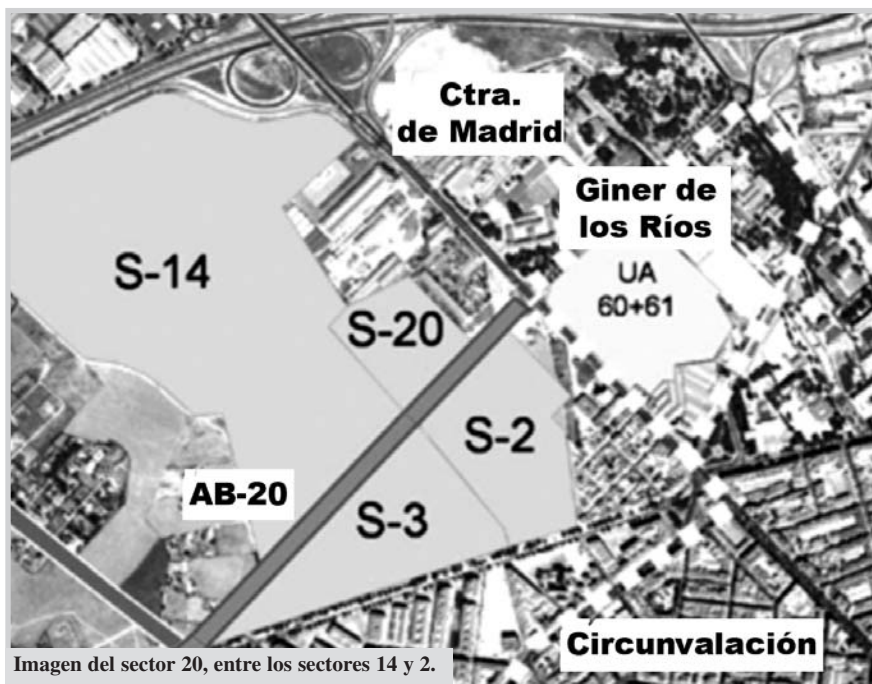 Ctra.
de Madrid
Giner de
los Ríos
UA
60+61
S-14
S-20
S-2
AB-20
S-3
Circunvalación
Imagen del sector 20, entre los sectores 14 y 2.